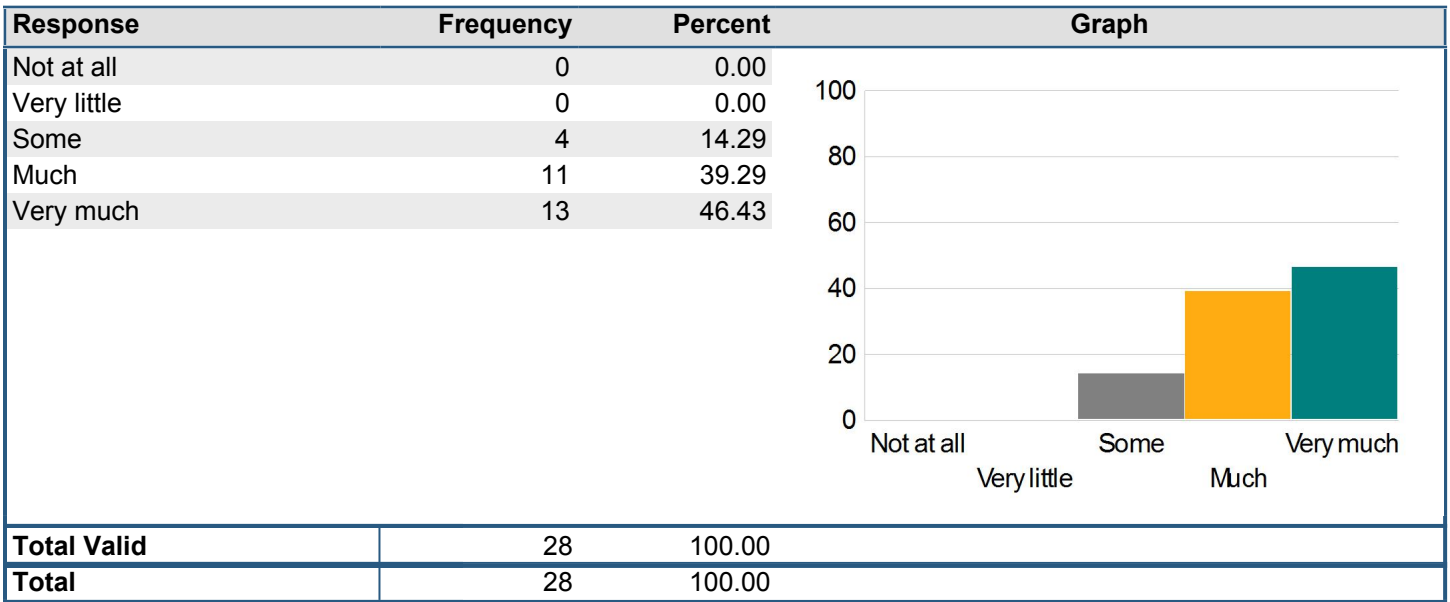 Response Frequency Percent Graph
Not at all 0 0.00
Very little 0 0.00
Some 4 14.29
Much 11 39.29
Very much 13 46.43
100
80
60
40
20
0
Not at all Some Very much
Very little Much
Total Valid 28 100.00
Total 28 100.00